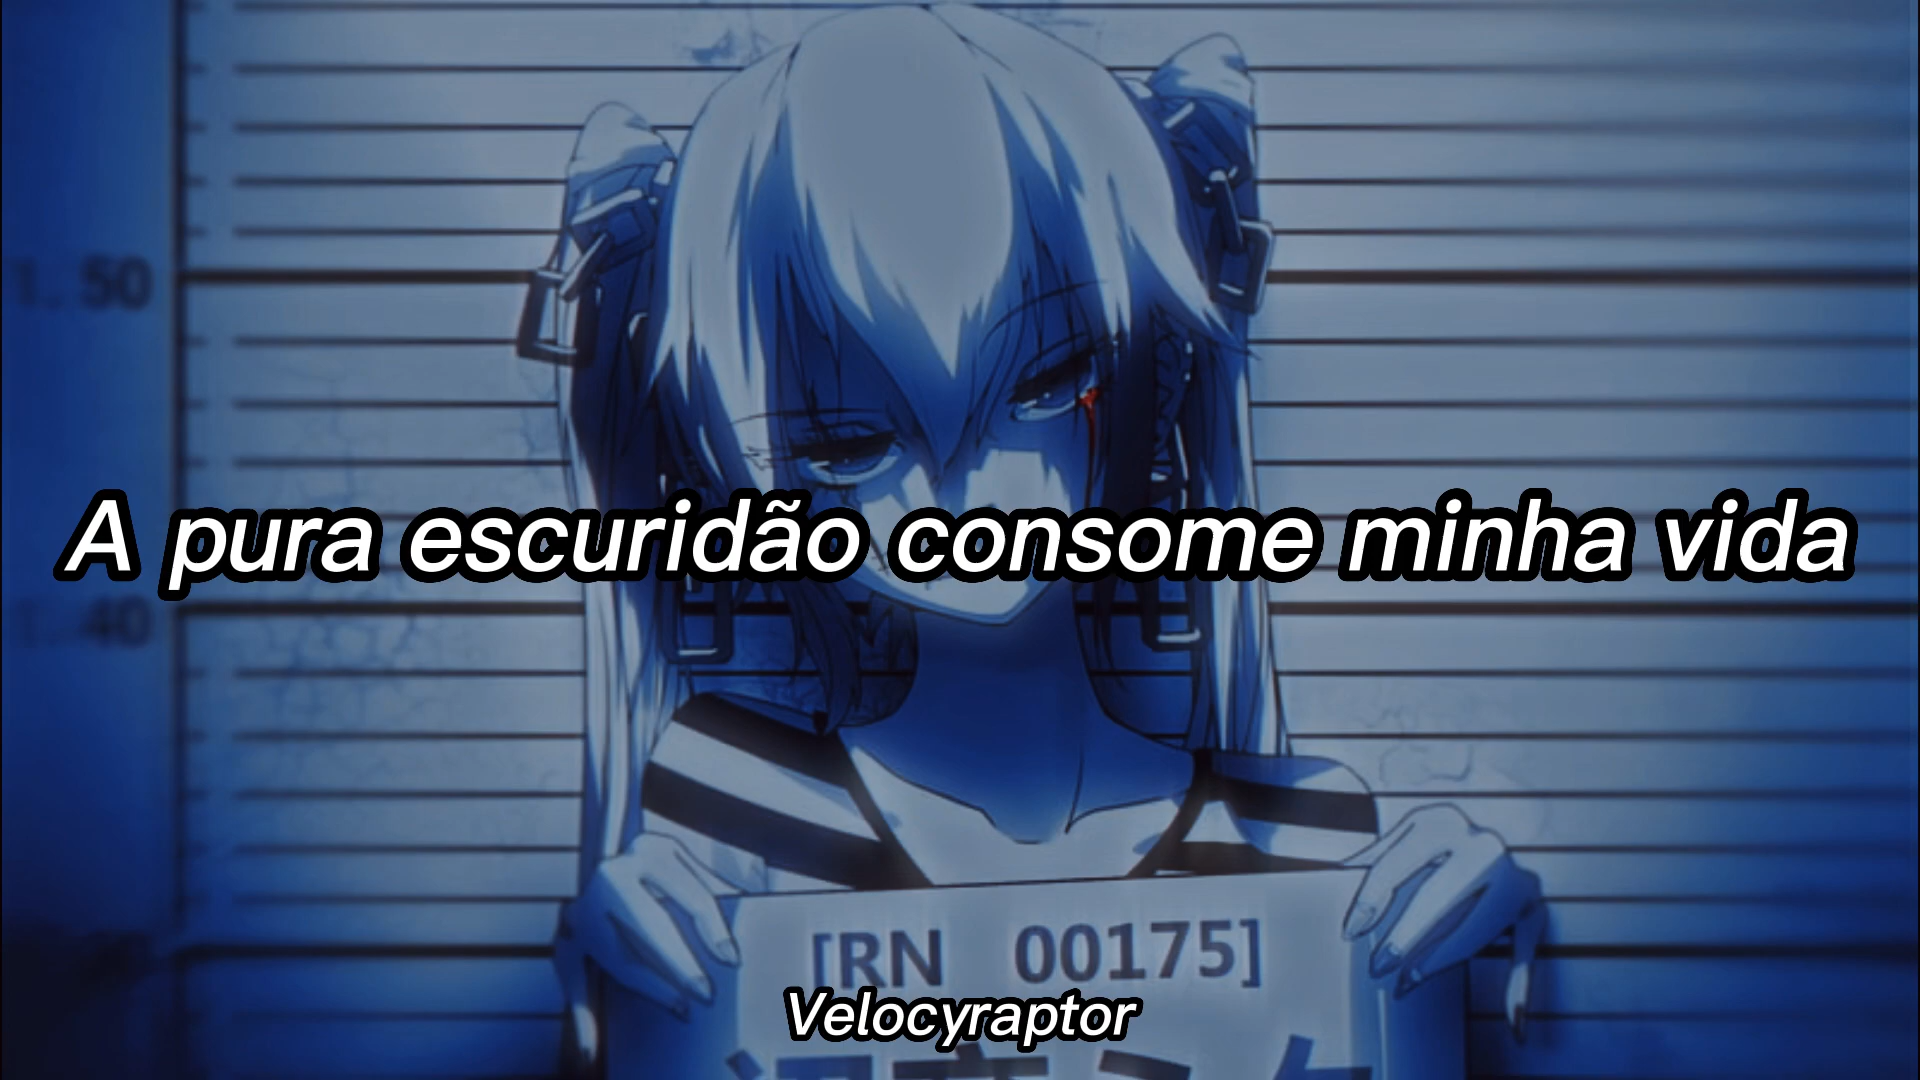 1. 50
A pura escuridão consome minha vida
1. 40
[RN 00175]
Velocyraptor